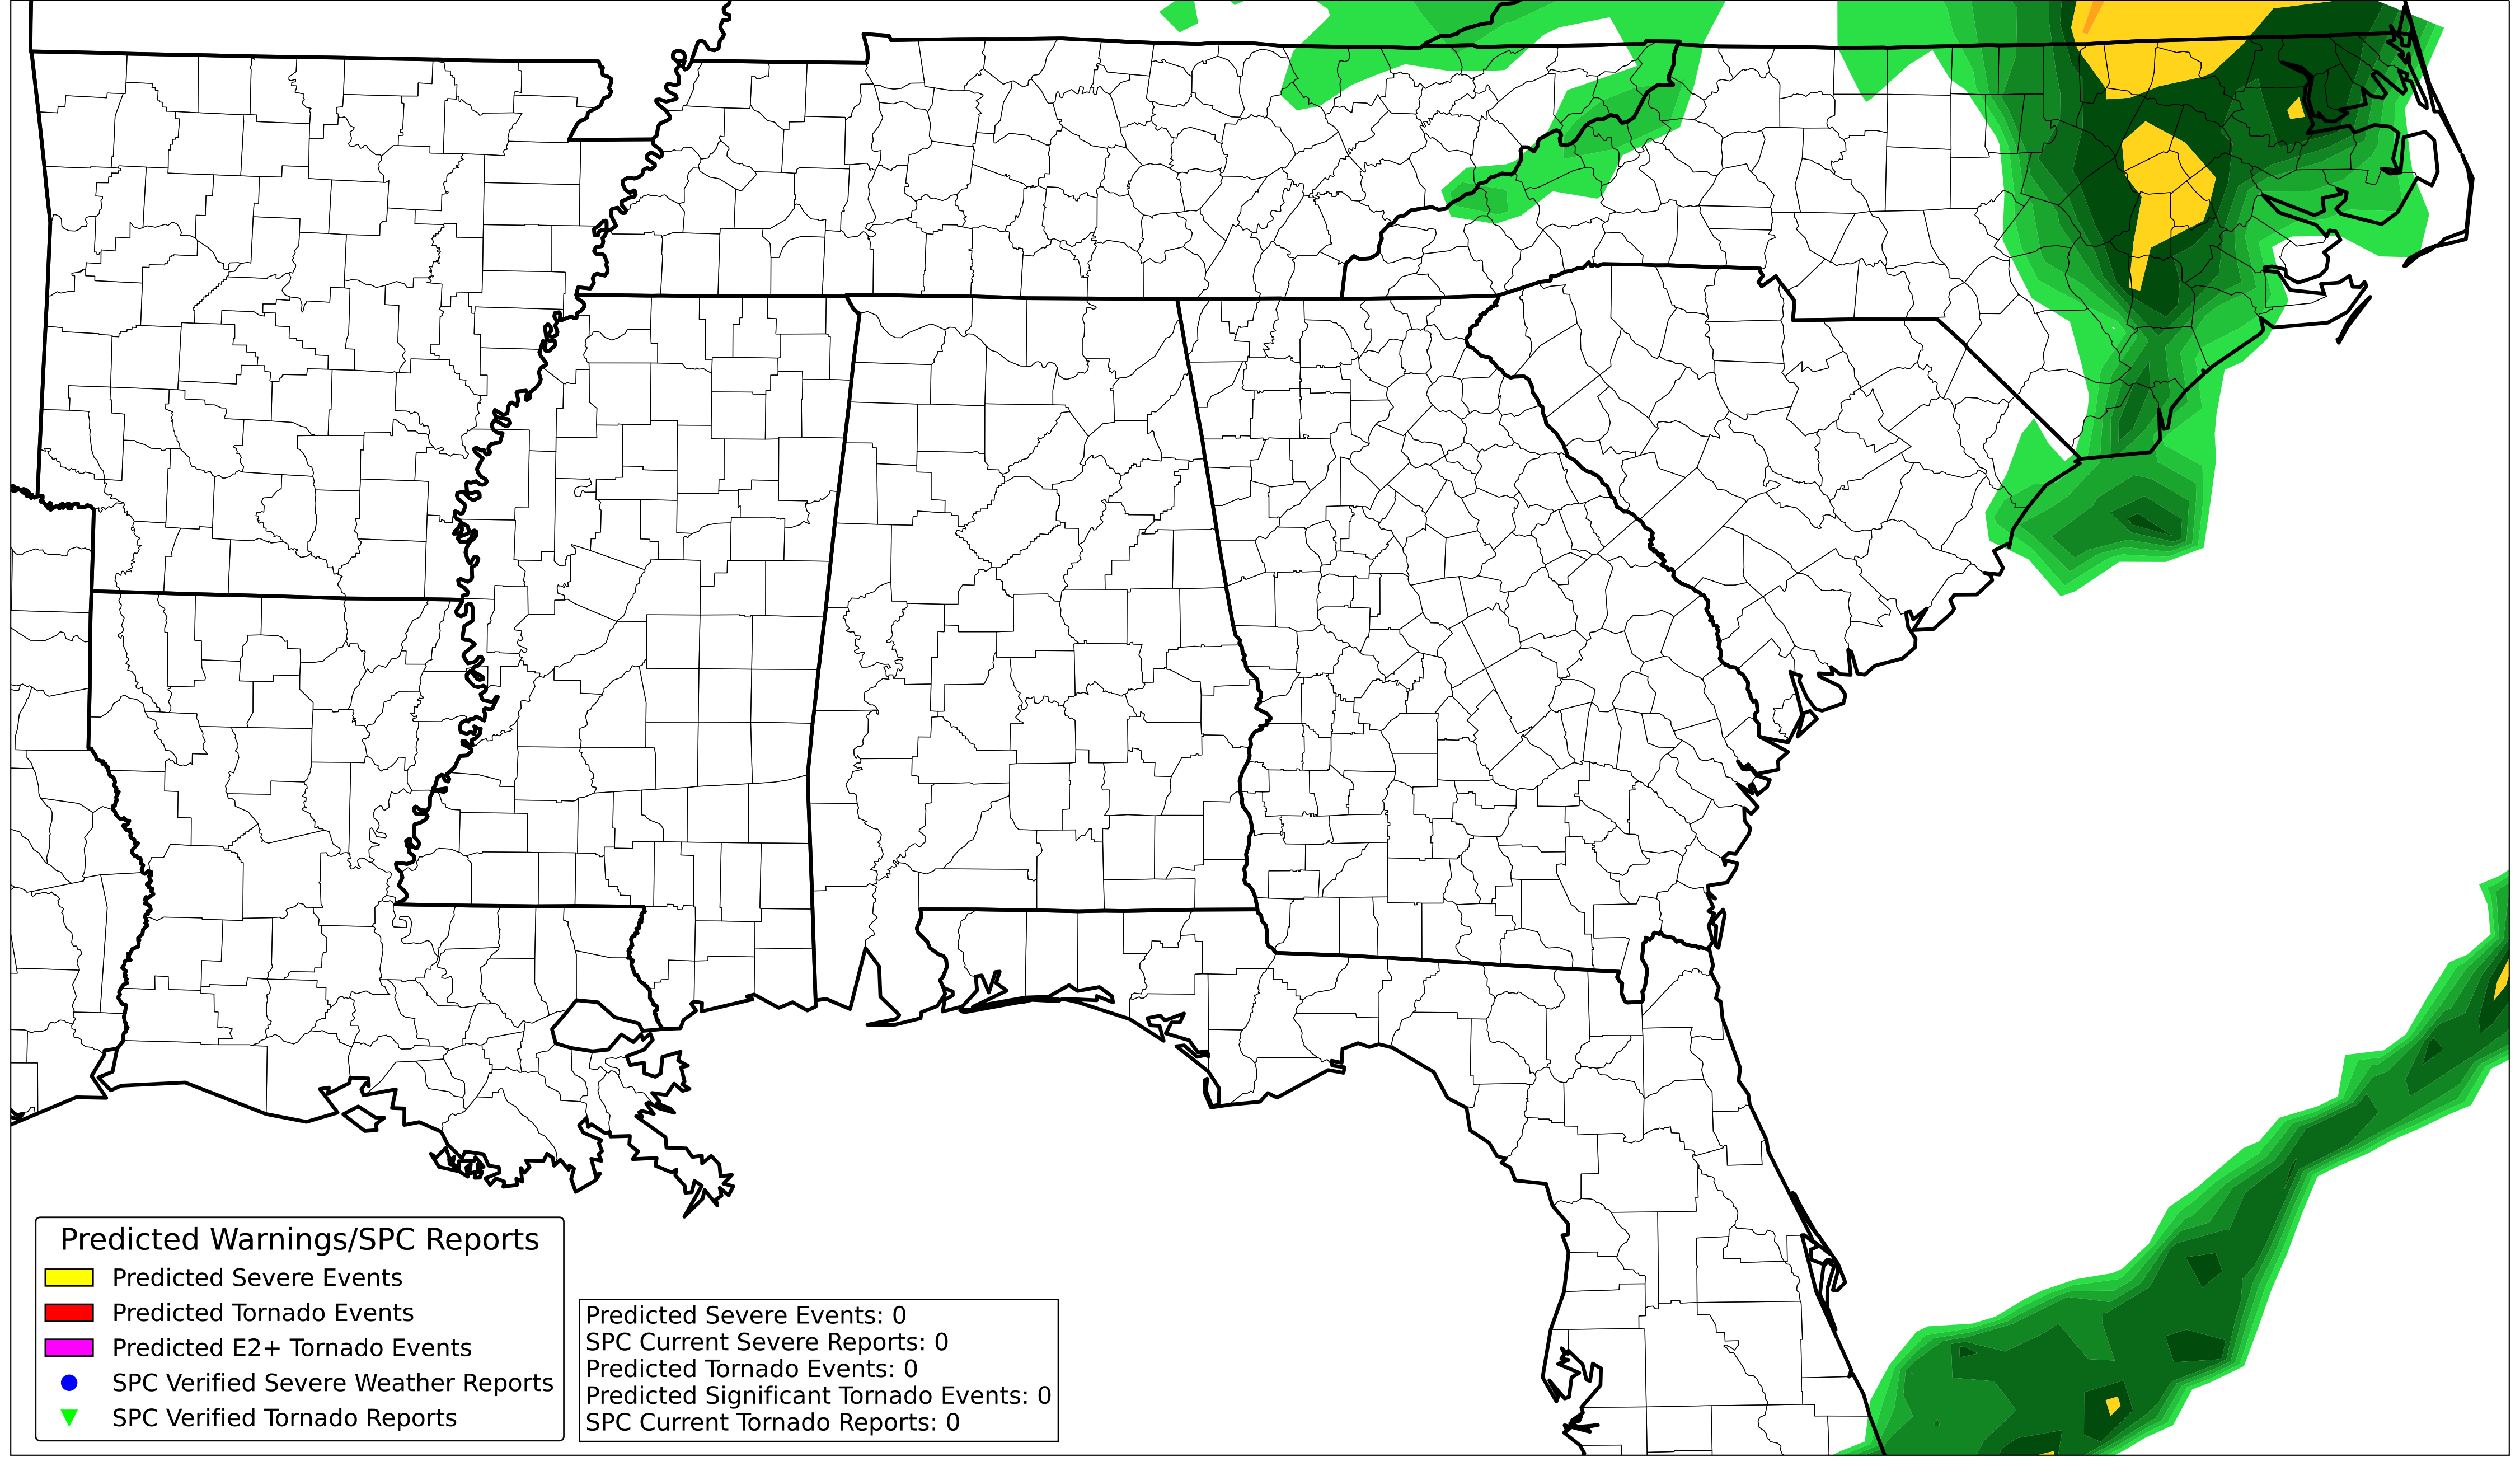 Predicted Warnings/SPC Reports
Predicted Severe Events
Predicted Tornado Events
Predicted E2+ Tornado Events
SPC Verified Severe Weather Reports
SPC Verified Tornado Reports
Predicted Severe Events: 0
SPC Current Severe Reports: 0
Predicted Tornado Events: 0
Predicted Significant Tornado Events: 0
SPC Current Tornado Reports: 0